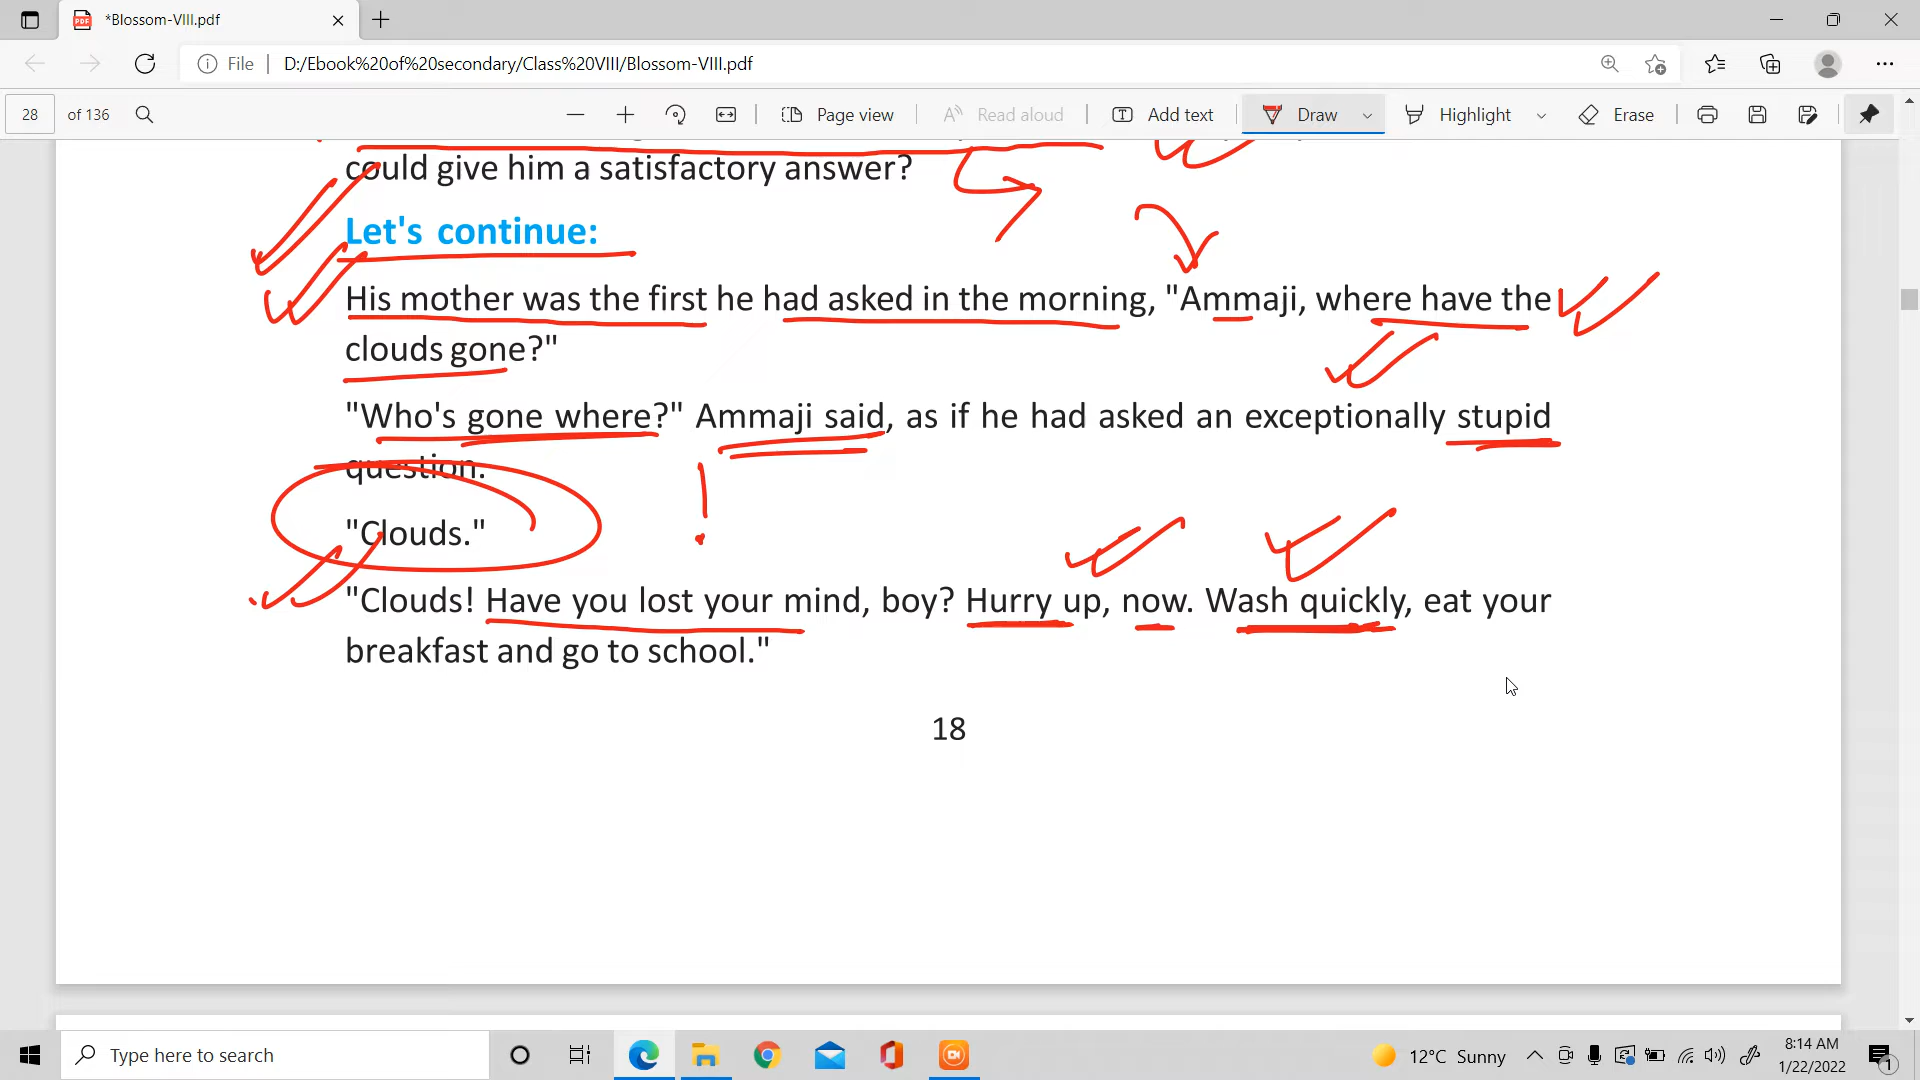 *Blossom-VIII.pdf
File
D:/Ebook%20of%20secondary/Class%20VIII/Blossom-VIII.pdf
28 of 136
Page view
Read aloud
Add text
Draw
Highlight
Erase
could give him a satisfactory answer?
Let's continue:
His mother was the first he had asked in the morning, "Ammaji, where have the
clouds gone?"
"Who's gone where?" Ammaji said, as if he had asked an exceptionally stupid
question.
"Clouds."
"Clouds! Have you lost your mind, boy? Hurry up, now. Wash quickly, eat your
breakfast and go to school."
18
Type here to search
12°C Sunny
8:14 AM
1/22/2022
1